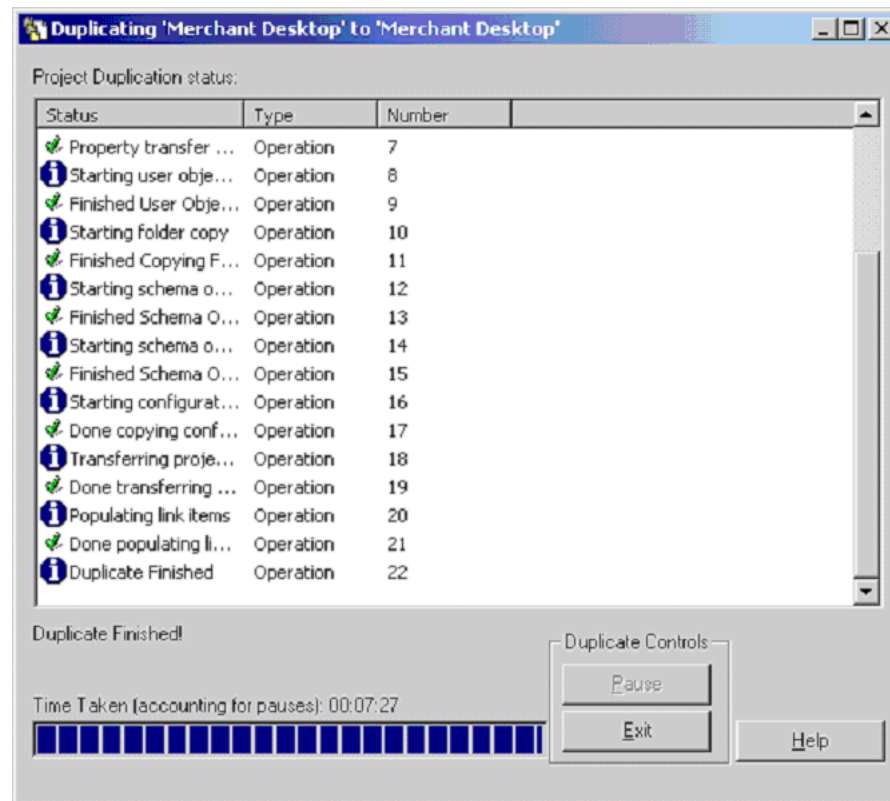 Duplicating 'Merchant Desktop' to 'Merchant Desktop'
Project Duplication status:
Status Type Number
Property transfer ... Operation 7
Starting user obje... Operation 8
Finished User Obje... Operation 9
Starting folder copy Operation 10
Finished Copying F... Operation 11
Starting schema o... Operation 12
Finished Schema O... Operation 13
Starting schema o... Operation 14
Finished Schema O... Operation 15
Starting configurat... Operation 16
Done copying conf... Operation 17
Transferring proje... Operation 18
Done transferring ... Operation 19
Populating link items Operation 20
Done populating li... Operation 21
Duplicate Finished Operation 22
Duplicate Finished!
Duplicate Controls
Pause
Time Taken (accounting for pauses): 00:07:27
Exit
Help